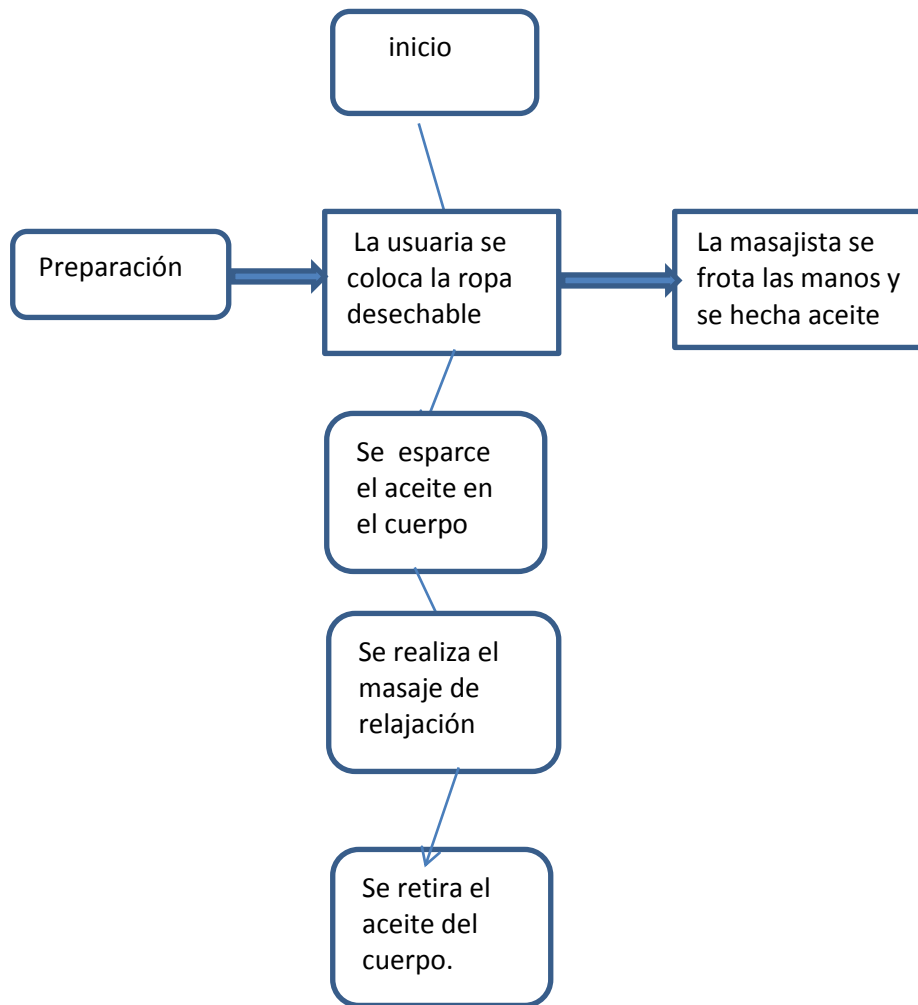 inicio
Preparación
La usuaria se
coloca la ropa
desechable
La masajista se
frota las manos y
se hecha aceite
Se esparce
el aceite en
el cuerpo
Se realiza el
masaje de
relajación
Se retira el
aceite del
cuerpo.